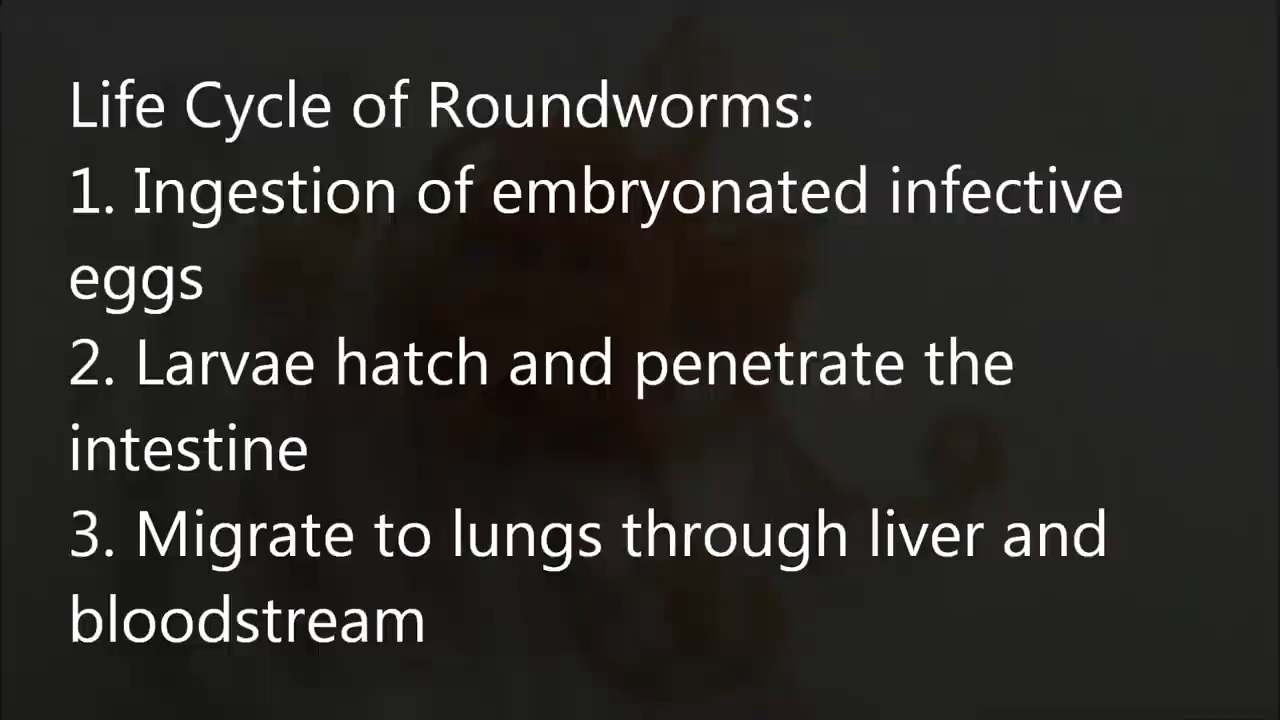 Life Cycle of Roundworms:
1. Ingestion of embryonated infective
eggs
2. Larvae hatch and penetrate the
intestine
3. Migrate to lungs through liver and
bloodstream